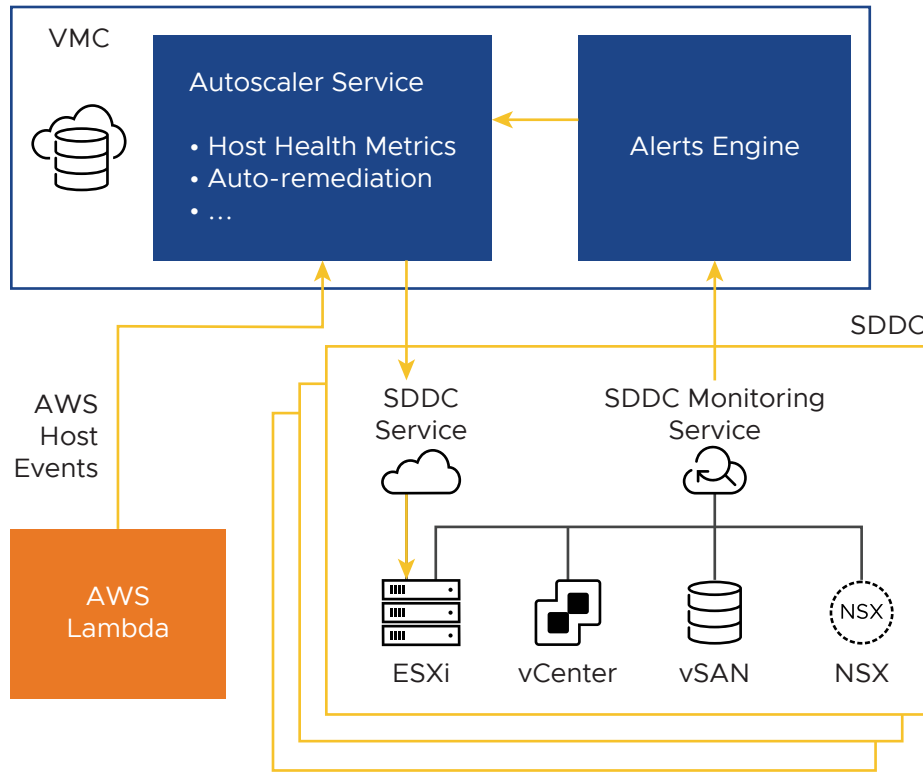 VMC
Autoscaler Service
• Host Health Metrics
• Auto-remediation
• ...
Alerts Engine
SDDC
AWS
Host
Events
SDDC
Service
SDDC Monitoring
Service
AWS
Lambda
ESXi
vCenter
vSAN
NSX
NSX